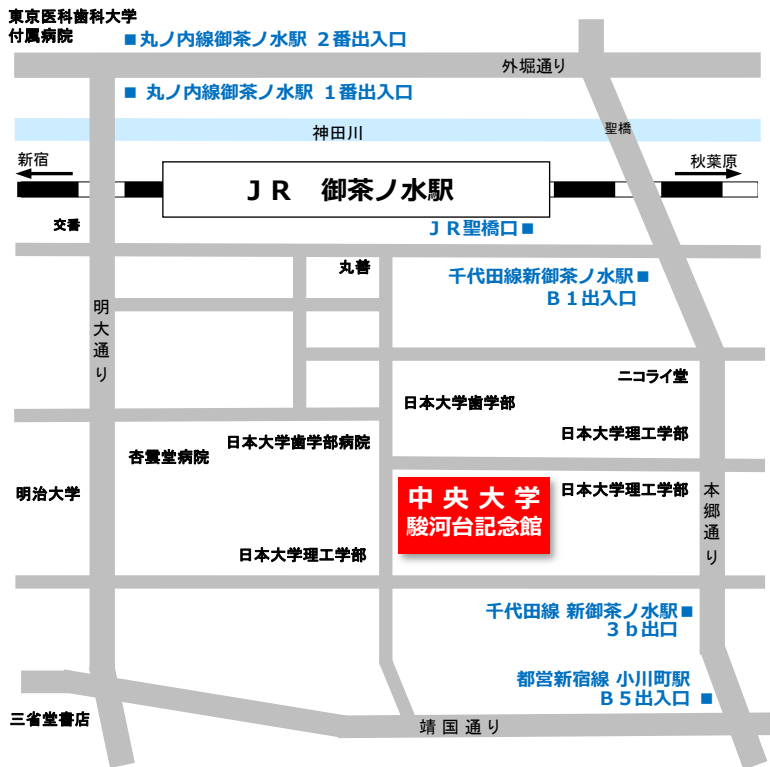 東京医科歯科大学
付属病院
■丸ノ内線御茶ノ水駅 ２番出入口
外堀通り
■ 丸ノ内線御茶ノ水駅 １番出入口
神田川
聖橋
新宿
秋葉原
ＪＲ　御茶ノ水駅
交番
ＪＲ聖橋口■
丸善
千代田線新御茶ノ水駅■
Ｂ１出入口
明大通り
ニコライ堂
日本大学歯学部
日本大学理工学部
日本大学歯学部病院
杏雲堂病院
明治大学
中央大学
駿河台記念館
日本大学理工学部
本郷通り
日本大学理工学部
千代田線 新御茶ノ水駅■
３ｂ出口
都営新宿線 小川町駅
Ｂ５出入口 ■
三省堂書店
靖国通り